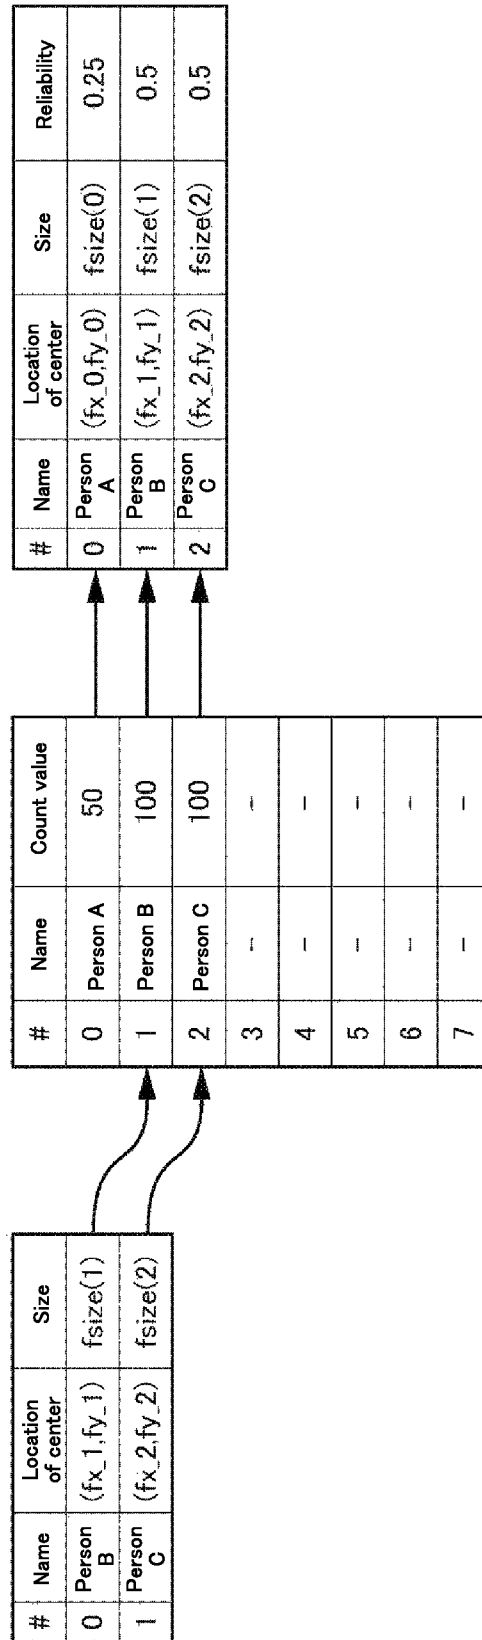 # Name Location of center Size
0 Person B (fx_1,fy_1) fsize(1)
1 Person C (fx_2,fy_2) fsize(2)
# Name Count value
0 Person A 50
1 Person B 100
2 Person C 100
3 – –
4 – –
5 – –
6 – –
7 – –
# Name Location of center Size Reliability
0 Person A (fx_0,fy_0) fsize(0) 0.25
1 Person B (fx_1,fy_1) fsize(1) 0.5
2 Person C (fx_2,fy_2) fsize(2) 0.5